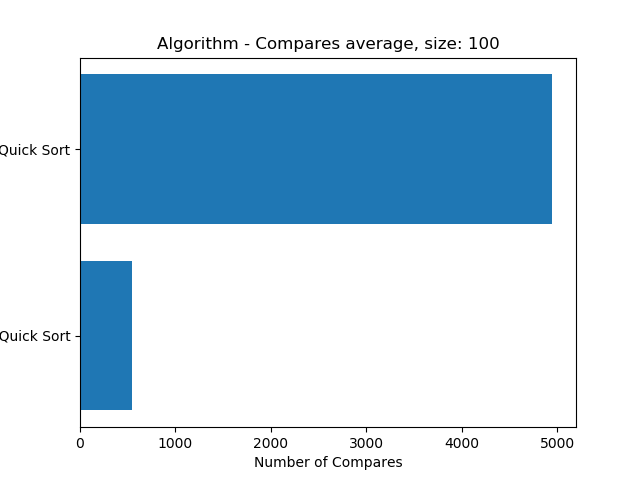 Algorithm - Compares average, size: 100
Quick Sort
Quick Sort
0 1000 2000 3000 4000 5000
Number of Compares